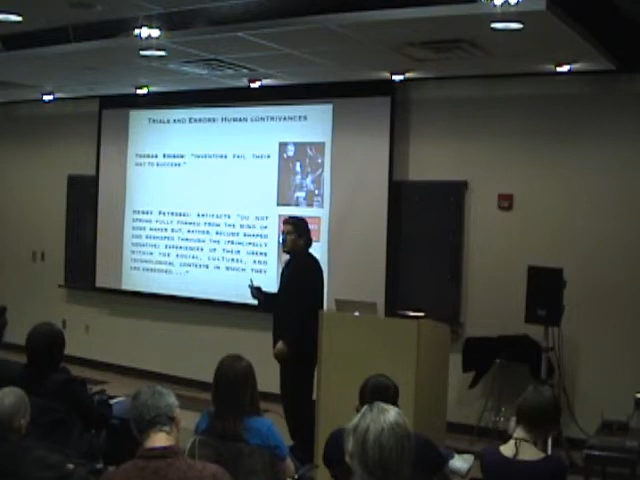 Trials and Errors: Human contrivances
Thomas Edison: "Inventors fail their
way to success."
Henry Petroski: Artifacts "do not
spring fully formed from the mind of
some maker but, rather, become shaped
and reshaped through the (principally
negative) experiences of their users
within the social, cultural, and
technological contexts in which they
are embedded...."